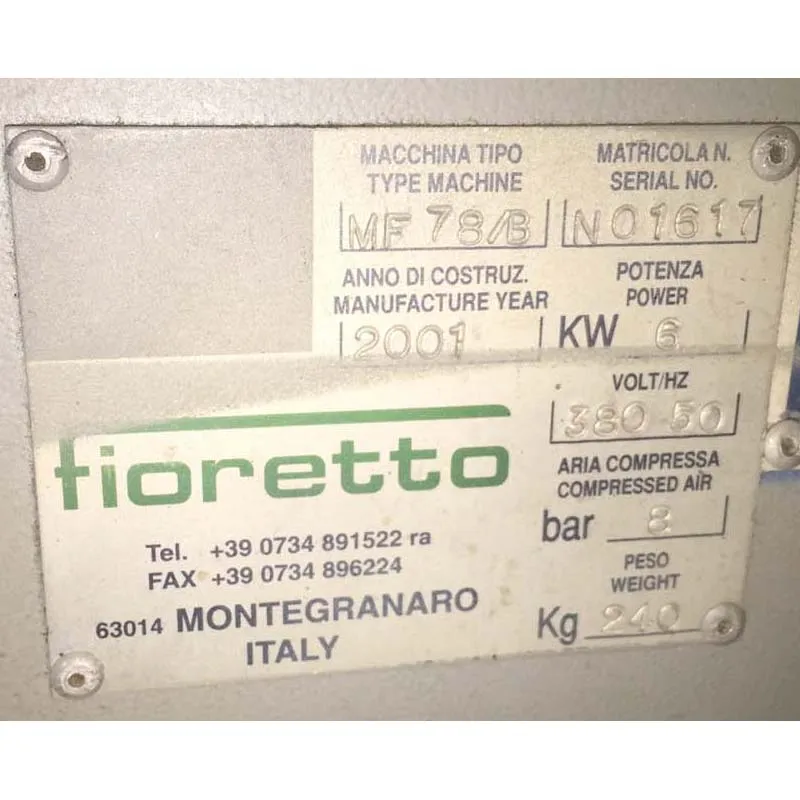 MACCHINA TIPO
TYPE MACHINE
MF 78/B
MATRICOLA N.
SERIAL NO.
N01617
ANNO DI COSTRUZ.
MANUFACTURE YEAR
2001
POTENZA
POWER
KW 6
VOLT/HZ
380-50
ARIA COMPRESSA
COMPRESSED AIR
bar 8
PESO
WEIGHT
Kg 240
fioretto
Tel. +39 0734 891522 ra
FAX +39 0734 896224
63014 MONTEGRANARO
ITALY